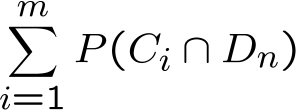 \sum_{i=1}^{m} P(C_i \cap D_n)